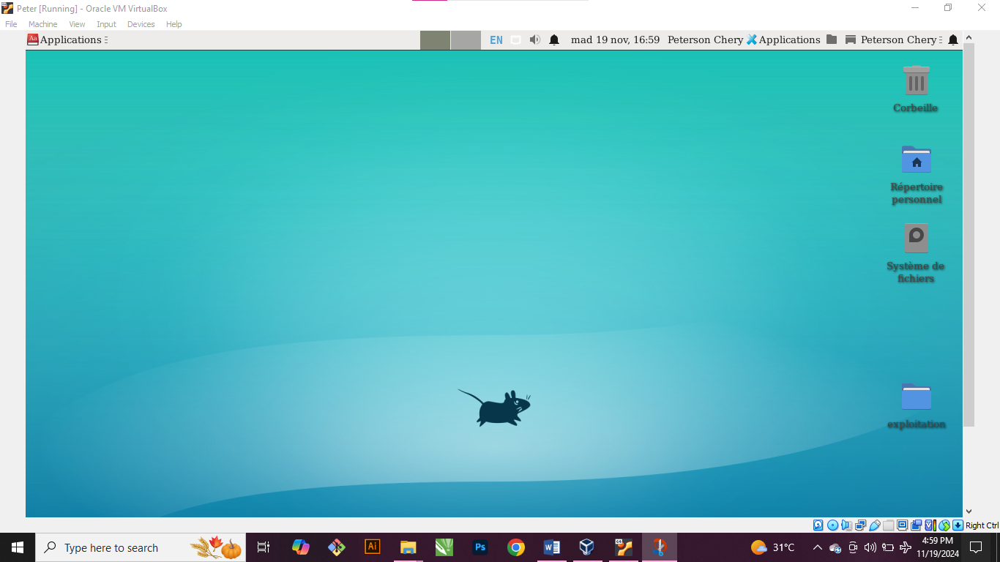 Peter [Running] - Oracle VM VirtualBox
File Machine View Input Devices Help
Aa Applications EN mad 19 nov, 16:59 Peterson Chery Applications Peterson Chery
Corbeille
Répertoire
personnel
Système de
fichiers
exploitation
Right Ctrl
Type here to search Ai Ps W 64 31°C 4:59 PM
11/19/2024